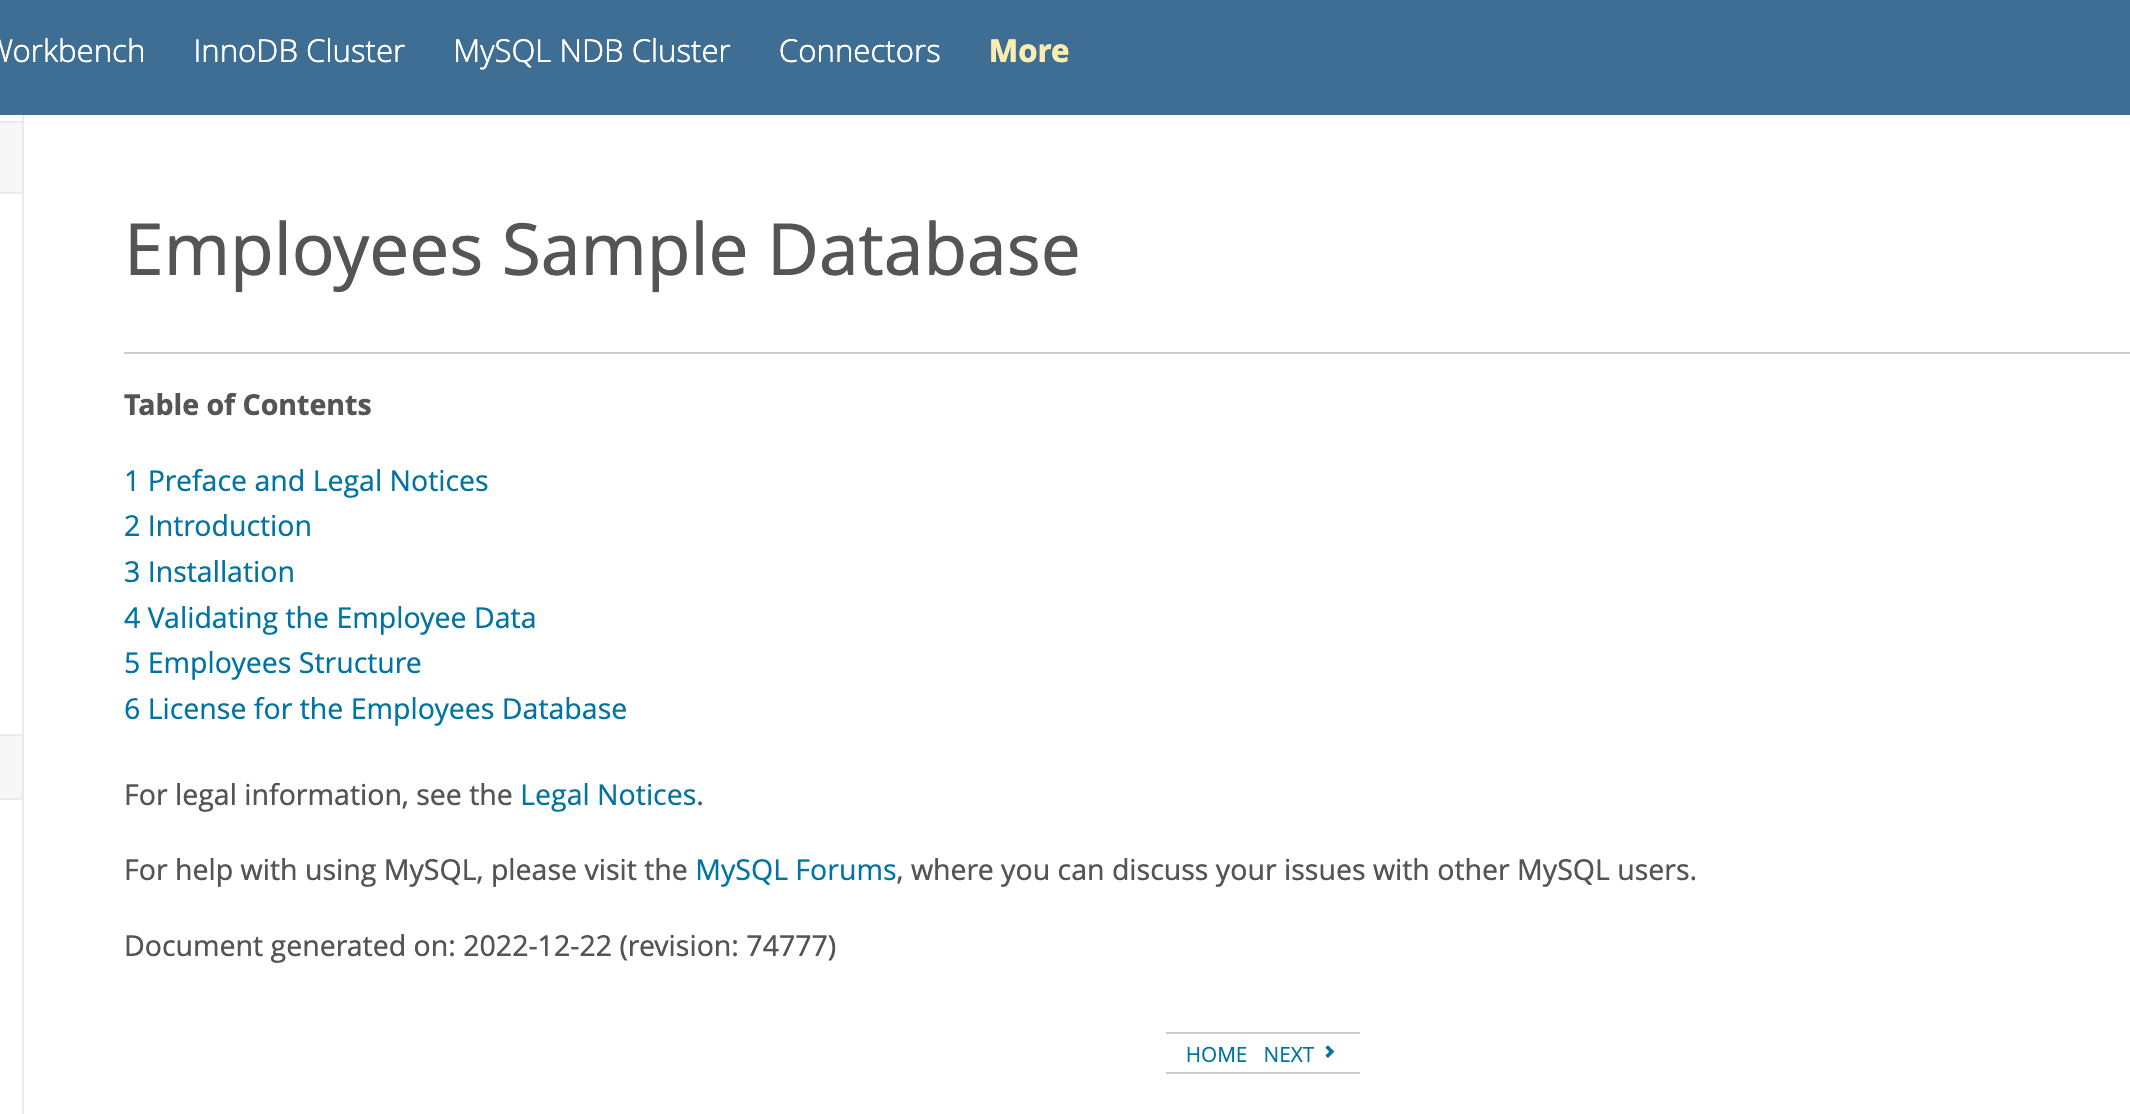 Workbench InnoDB Cluster MySQL NDB Cluster Connectors More
Employees Sample Database
Table of Contents
1 Preface and Legal Notices
2 Introduction
3 Installation
4 Validating the Employee Data
5 Employees Structure
6 License for the Employees Database
For legal information, see the Legal Notices.
For help with using MySQL, please visit the MySQL Forums, where you can discuss your issues with other MySQL users.
Document generated on: 2022-12-22 (revision: 74777)
HOME NEXT